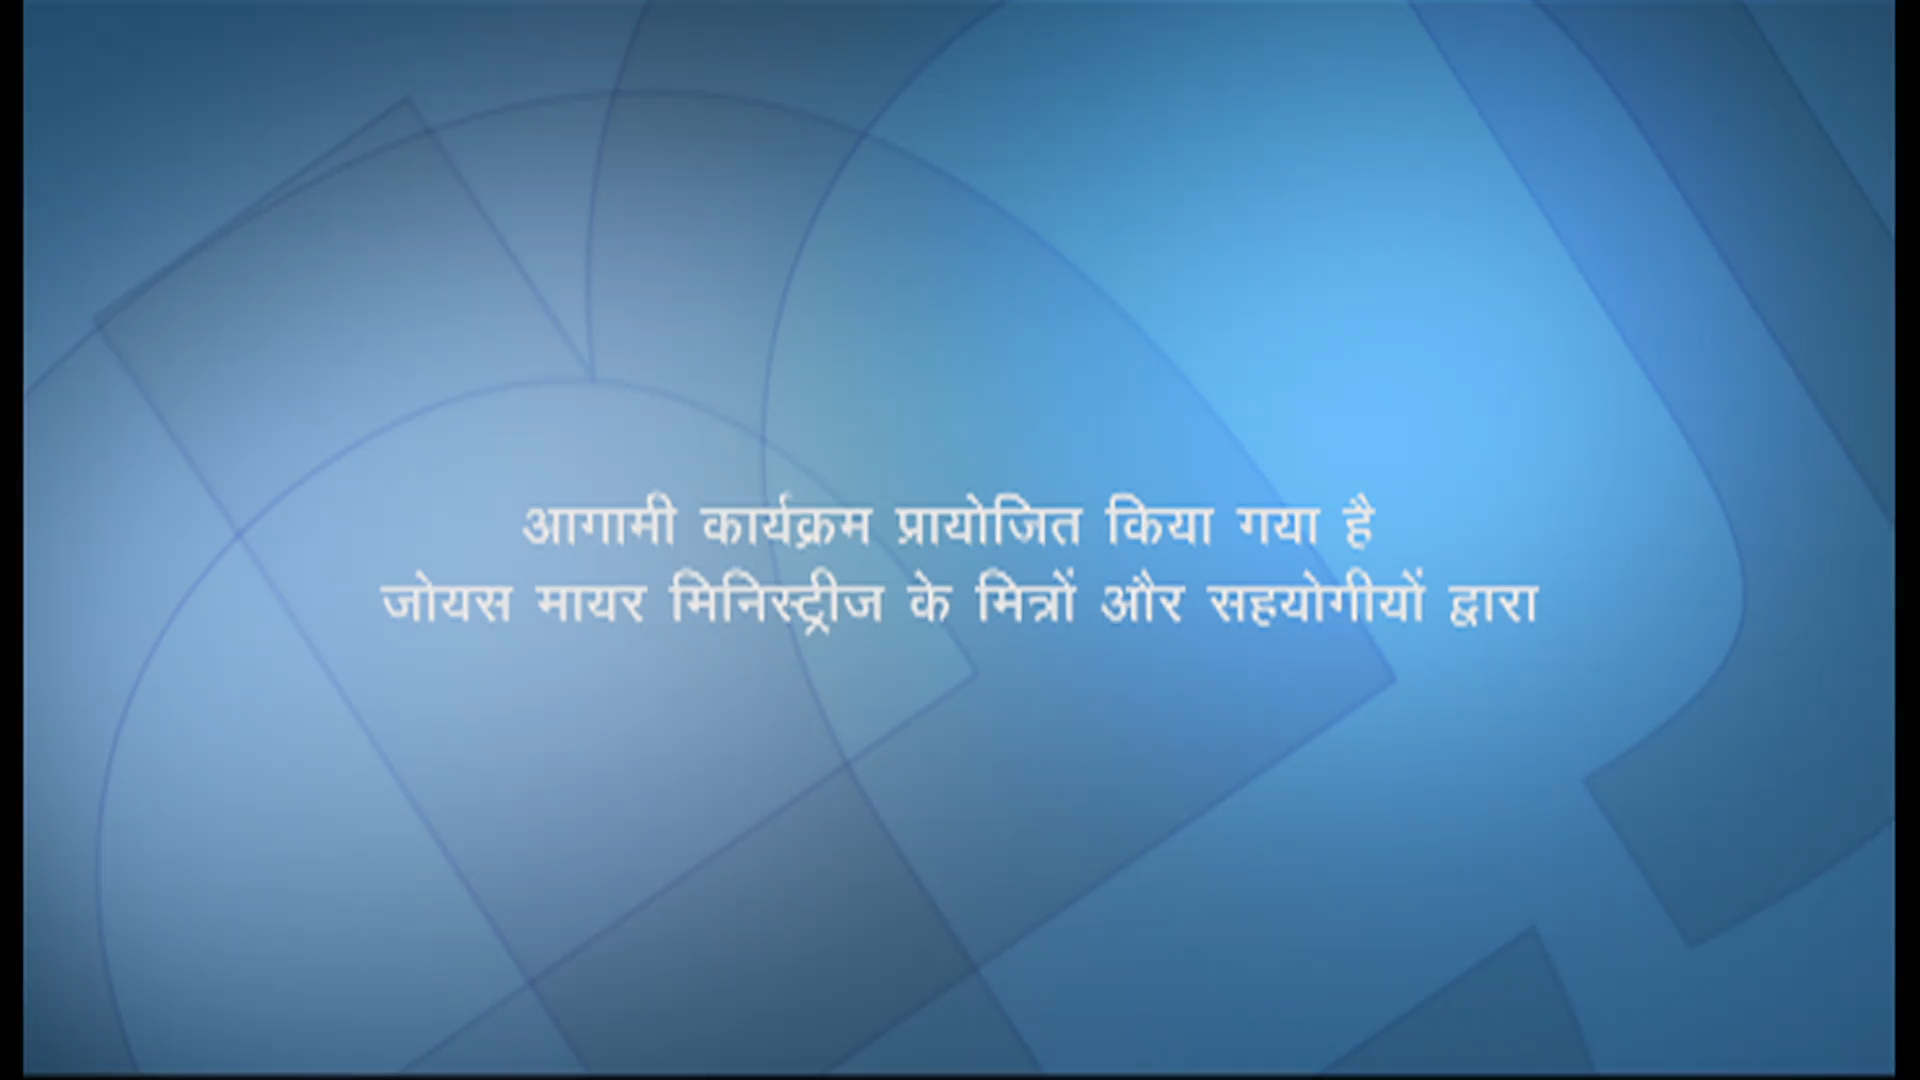 आगामी कार्यक्रम प्रायोजित किया गया है
जोयस मायर मिनिस्ट्रीज के मित्रों और सहयोगीयों द्वारा